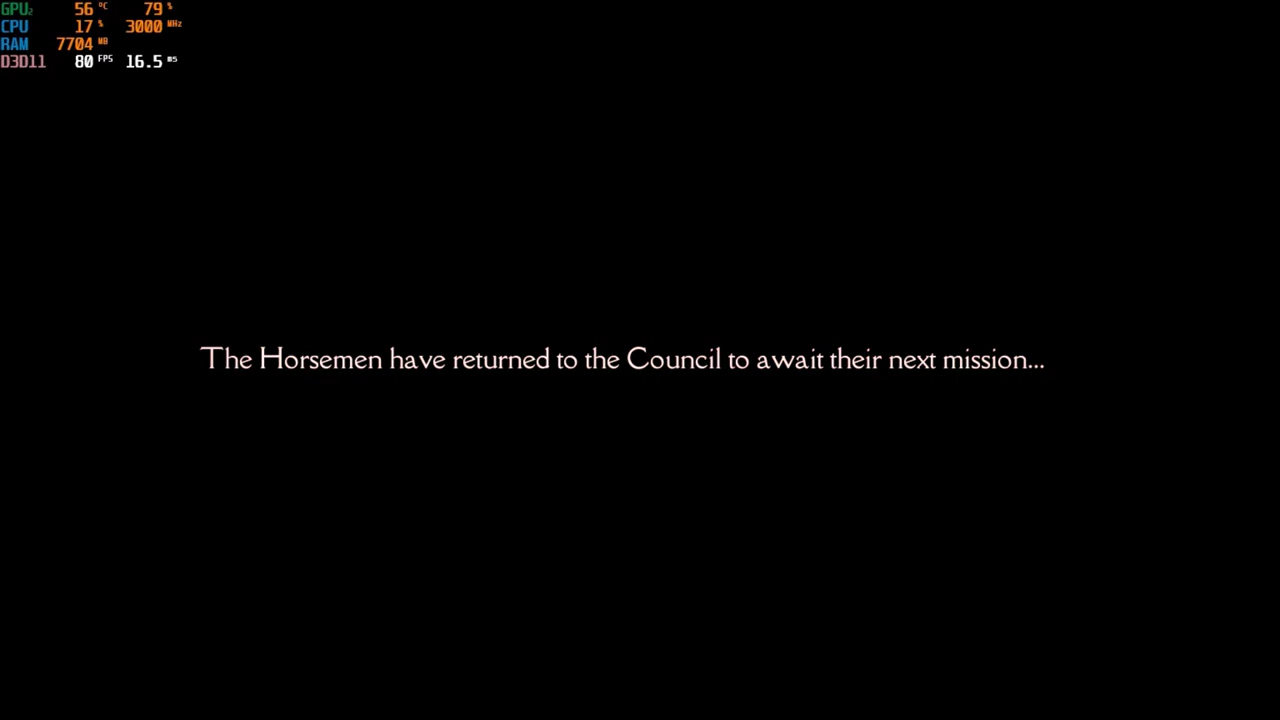 GPU₂ 56 °C 79 %
CPU 17 % 3000 MHz
RAM 7704 MB
D3D11 80 FPS 16.5 ms
The Horsemen have returned to the Council to await their next mission...